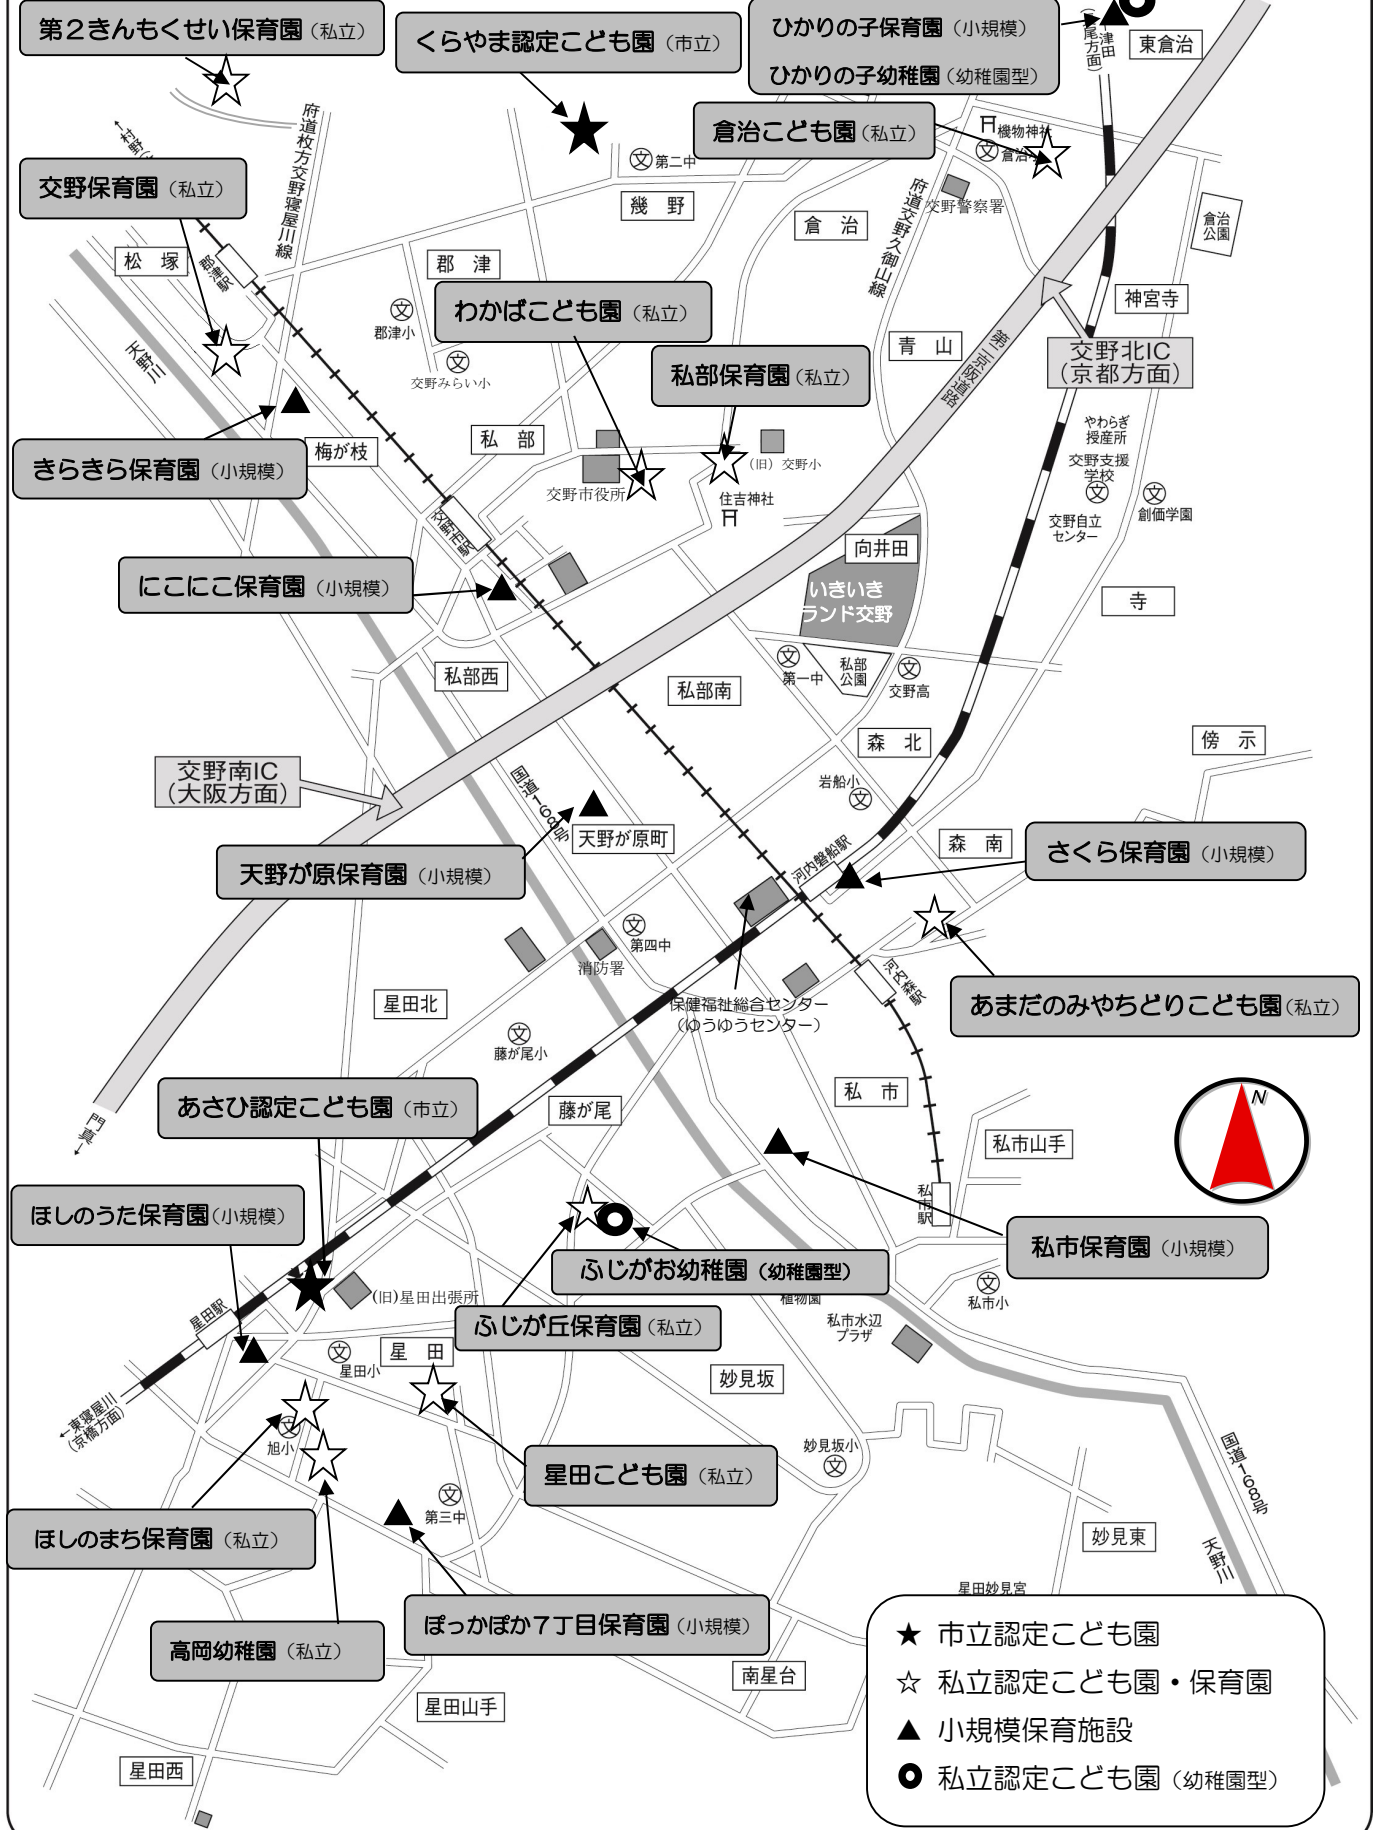 第２きんもくせい保育園（私立）
くらやま認定こども園（市立）
ひかりの子保育園（小規模）
ひかりの子幼稚園（幼稚園型）
津田
東倉治
倉治こども園（私立）
機物神社
倉治小
第二中
府道枚方交野寝屋川線
交野保育園（私立）
幾　野
倉　治
交野警察署
府道交野久御山線
倉治
公園
松　塚
郡津駅
郡　津
わかばこども園（私立）
神宮寺
郡津小
交野みらい小
天野川
青　山
第二京阪道路
交野北IC
（京都方面）
私部保育園（私立）
きらきら保育園（小規模）
梅が枝
私　部
（旧）交野小
やわらぎ
授産所
交野支援
学校
交野市役所
住吉神社
交野自立
センター
創価学園
交野市駅
向井田
いきいき
ランド交野
にこにこ保育園（小規模）
寺
私部西
私部南
第一中
私部
公園
交野高
森　北
傍　示
交野南IC
（大阪方面）
国道168号
岩船小
天野が原町
天野が原保育園（小規模）
河内磐船駅
森　南
さくら保育園（小規模）
第四中
消防署
河内森駅
星田北
保健福祉総合センター
（ゆうゆうセンター）
あまだのみやちどりこども園（私立）
藤が尾小
あさひ認定こども園（市立）
藤が尾
私　市
N
門真→
私市山手
ほしのうた保育園（小規模）
私市駅
私市保育園（小規模）
ふじがお幼稚園（幼稚園型）
植物園
私市小
(旧)星田出張所
星田駅
ふじが丘保育園（私立）
私市水辺
プラザ
星　田
星田小
妙見坂
←東寝屋川
（京橋方面）
旭小
妙見坂小
国道168号
星田こども園（私立）
第三中
ほしのまち保育園（私立）
妙見東
天野川
星田妙見宮
高岡幼稚園（私立）
ぽっかぽか７丁目保育園（小規模）
南星台
星田山手
星田西
★ 市立認定こども園
☆ 私立認定こども園・保育園
▲ 小規模保育施設
私立認定こども園（幼稚園型）